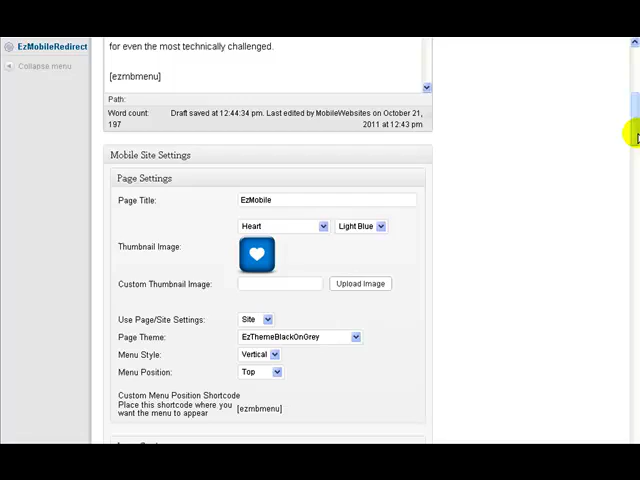 EzMobileRedirect
Collapse menu
for even the most technically challenged.
[ezmbmenu]
Path:
Word count: 197
Draft saved at 12:44:34 pm. Last edited by MobileWebsites on October 21, 2011 at 12:43 pm
Mobile Site Settings
Page Settings
Page Title: EzMobile
Heart Light Blue
Thumbnail Image:
Custom Thumbnail Image: Upload Image
Use Page/Site Settings: Site
Page Theme: EzThemeBlackOnGrey
Menu Style: Vertical
Menu Position: Top
Custom Menu Position Shortcode
Place this shortcode where you
want the menu to appear [ezmbmenu]